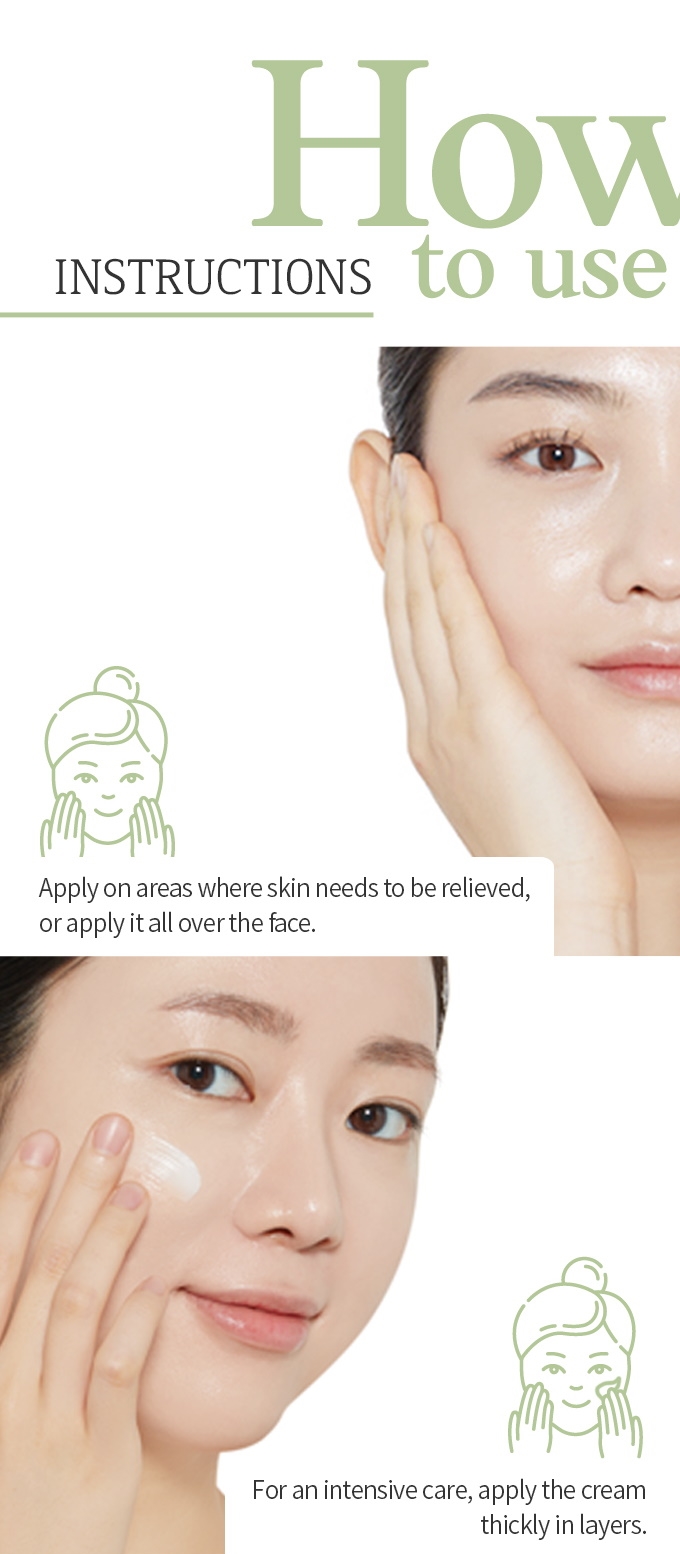 How
INSTRUCTIONS to use
Apply on areas where skin needs to be relieved,
or apply it all over the face.
For an intensive care, apply the cream
thickly in layers.